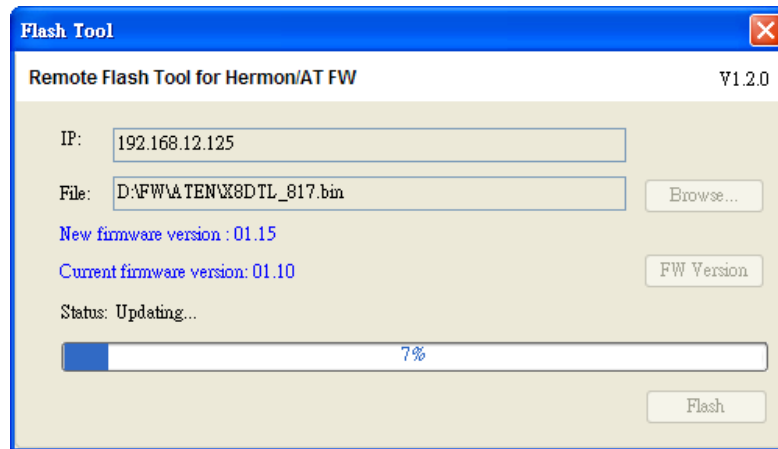 Flash Tool
Remote Flash Tool for Hermon/AT FW V1.2.0
IP: 192.168.12.125
File: D:\FW\ATEN\X8DTL_817.bin Browse...
New firmware version : 01.15
Current firmware version: 01.10 FW Version
Status: Updating...
7%
Flash